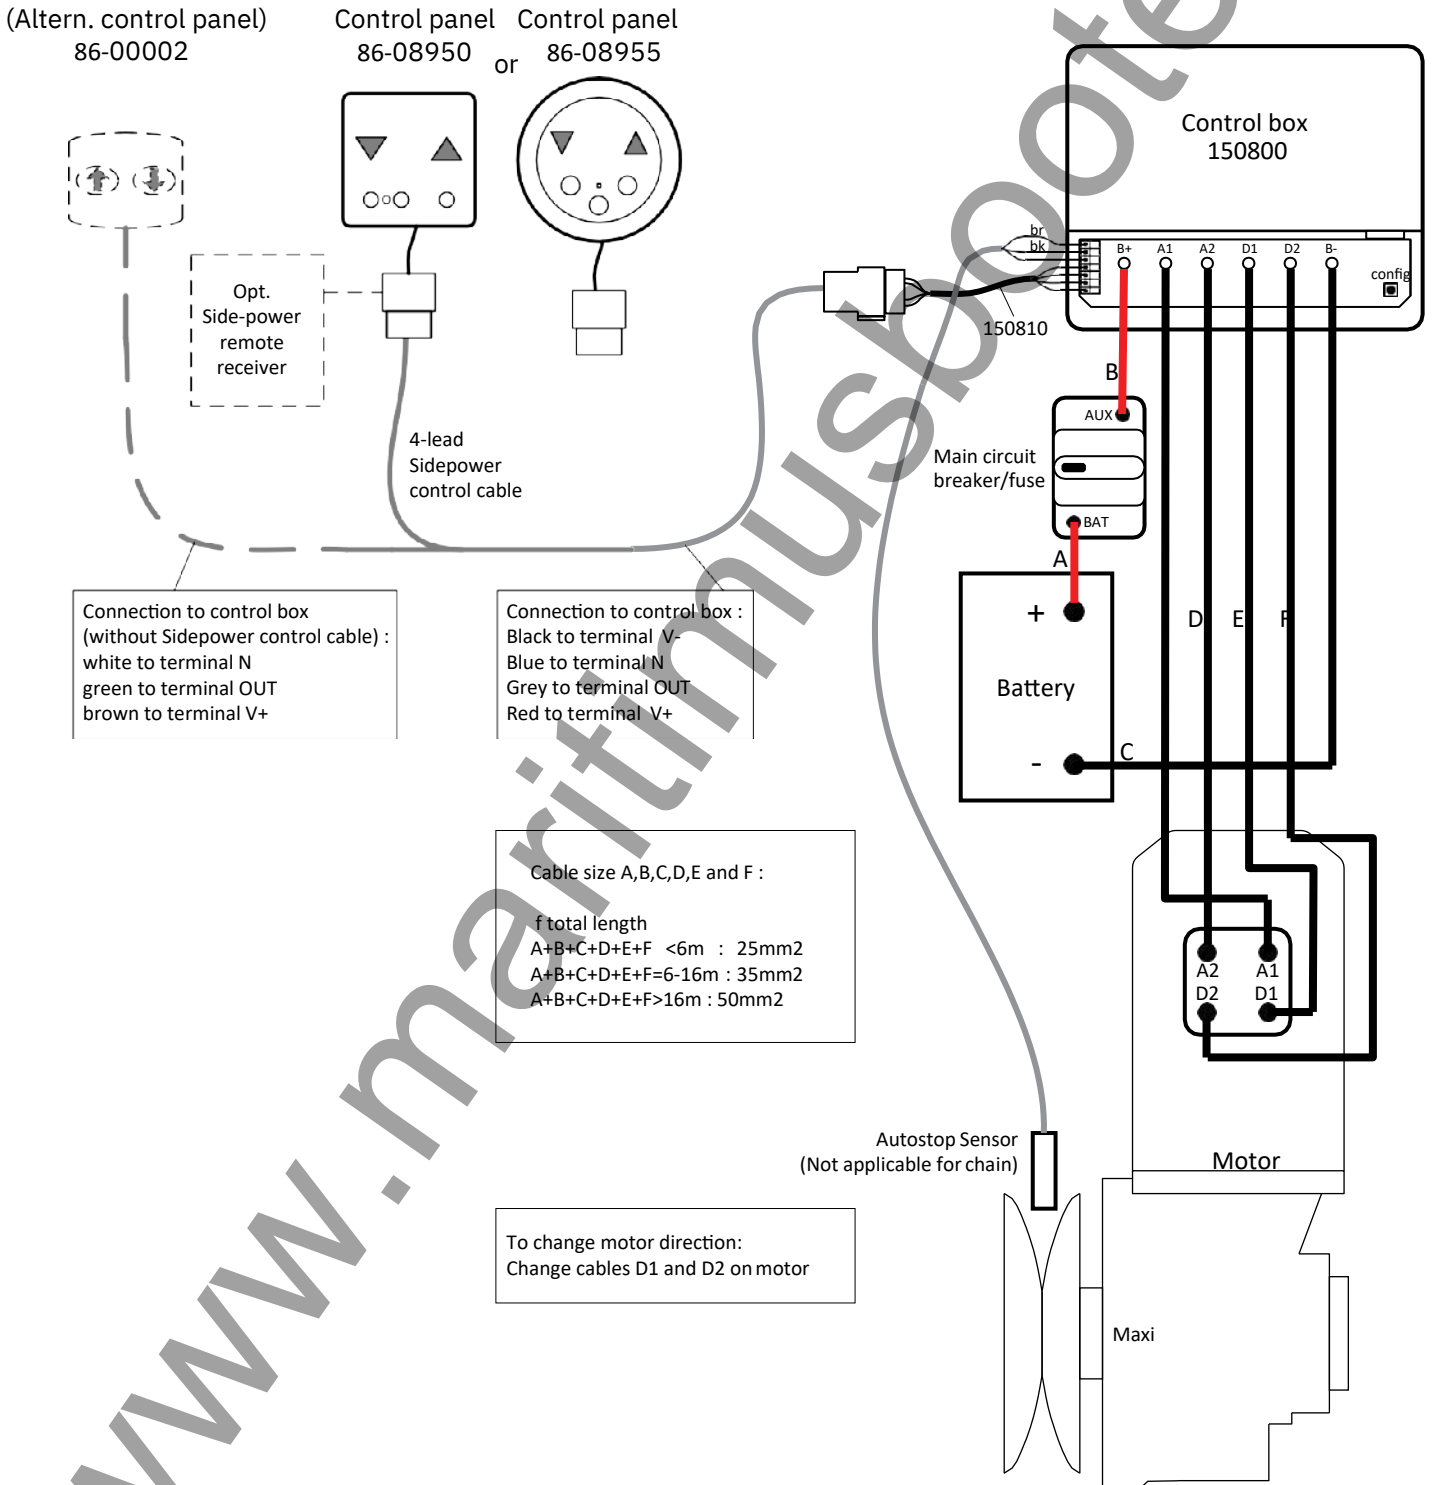 (Altern. control panel)
86-00002
Control panel
86-08950
or
Control panel
86-08955
Opt.
Side-power
remote
receiver
4-lead
Sidepower
control cable
Connection to control box
(without Sidepower control cable) :
white to terminal N
green to terminal OUT
brown to terminal V+
Connection to control box :
Black to terminal V-
Blue to terminal N
Grey to terminal OUT
Red to terminal V+
Control box
150800
br
bk
B+
A1
A2
D1
D2
B-
config
150810
B
AUX
Main circuit
breaker/fuse
BAT
A
+
Battery
-
C
D
E
F
Cable size A,B,C,D,E and F :
f total length
A+B+C+D+E+F <6m : 25mm2
A+B+C+D+E+F=6-16m : 35mm2
A+B+C+D+E+F>16m : 50mm2
A2
A1
D2
D1
Autostop Sensor
(Not applicable for chain)
Motor
To change motor direction:
Change cables D1 and D2 on motor
Maxi
www.maritimusbote